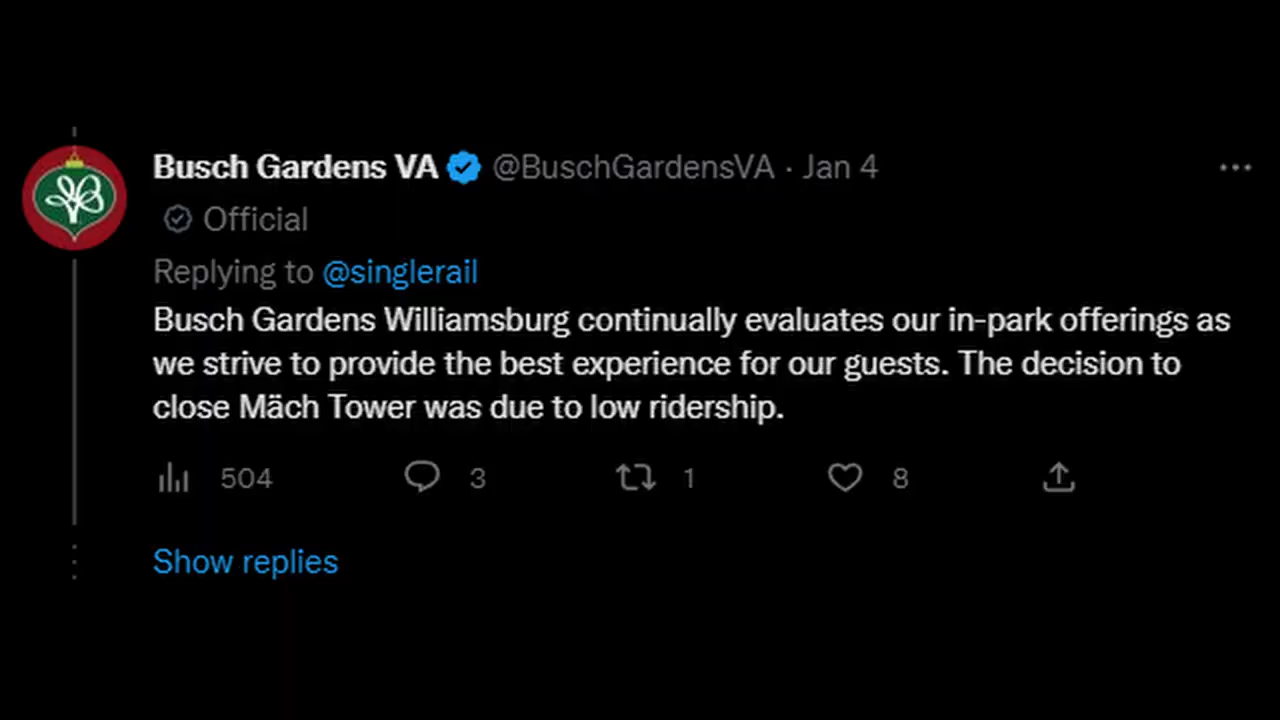 Busch Gardens VA @BuschGardensVA · Jan 4
Official
Replying to @singlerail
Busch Gardens Williamsburg continually evaluates our in-park offerings as
we strive to provide the best experience for our guests. The decision to
close Mäch Tower was due to low ridership.
504 3 1 8
Show replies